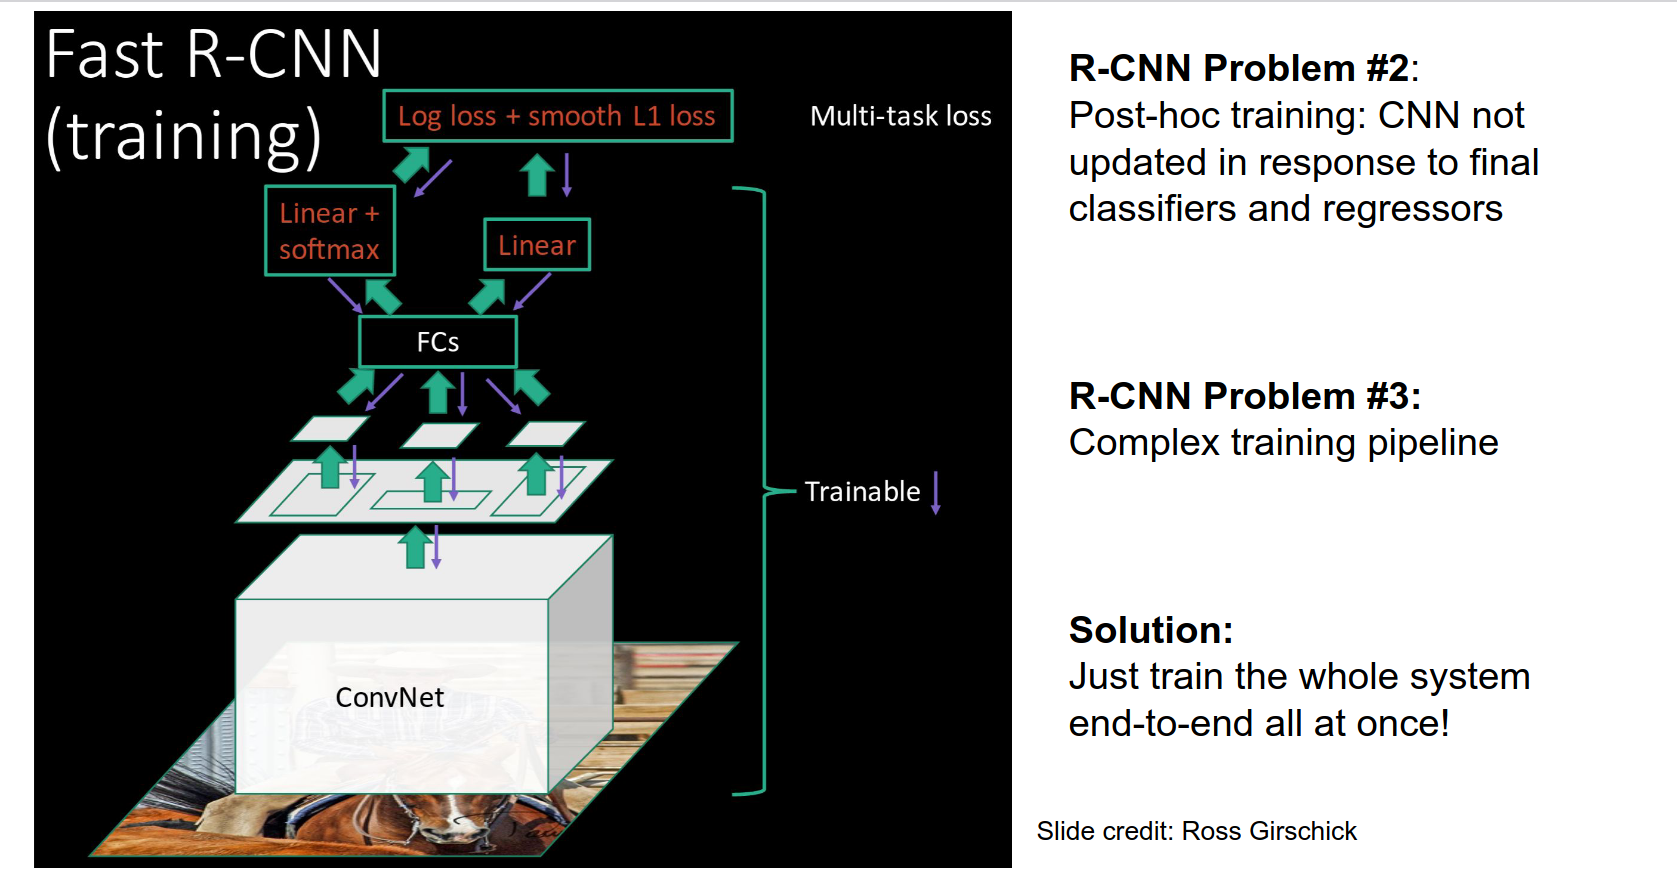 Fast R-CNN
(training)
Log loss + smooth L1 loss
Multi-task loss
Linear +
softmax
Linear
FCs
Trainable
ConvNet
R-CNN Problem #2:
Post-hoc training: CNN not
updated in response to final
classifiers and regressors
R-CNN Problem #3:
Complex training pipeline
Solution:
Just train the whole system
end-to-end all at once!
Slide credit: Ross Girschick